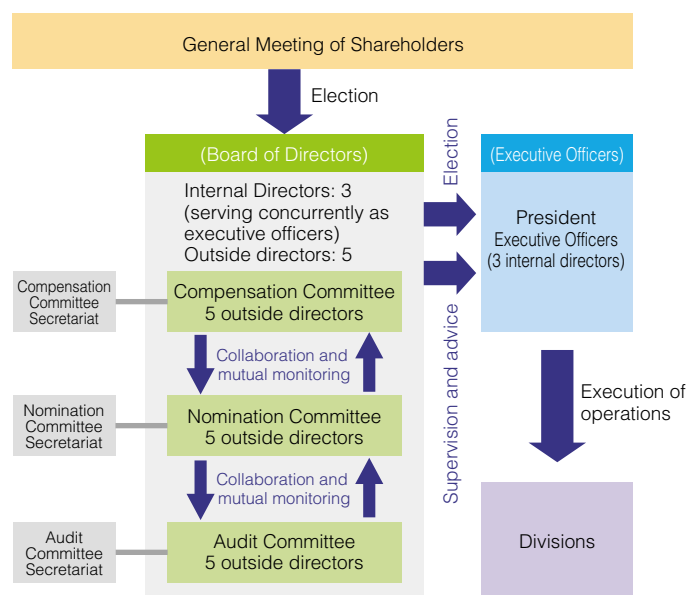 General Meeting of Shareholders
Election
(Board of Directors)
Internal Directors: 3
(serving concurrently as
executive officers)
Outside directors: 5
Election
Supervision and advice
(Executive Officers)
President
Executive Officers
(3 internal directors)
Compensation
Committee
Secretariat
Compensation Committee
5 outside directors
Collaboration and
mutual monitoring
Nomination
Committee
Secretariat
Nomination Committee
5 outside directors
Collaboration and
mutual monitoring
Audit
Committee
Secretariat
Audit Committee
5 outside directors
Execution of
operations
Divisions